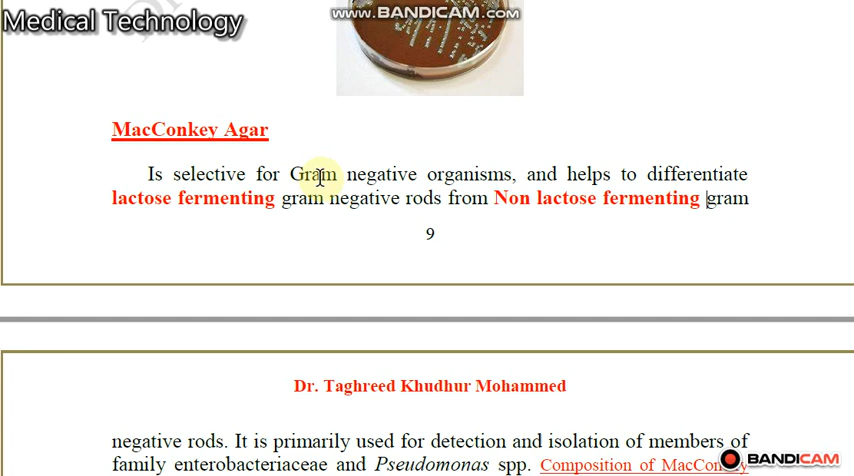 Medical Technology
www.BANDICAM.com
MacConkey Agar
Is selective for Gram negative organisms, and helps to differentiate
lactose fermenting gram negative rods from Non lactose fermenting gram
9
Dr. Taghreed Khudhur Mohammed
negative rods. It is primarily used for detection and isolation of members of
family enterobacteriaceae and Pseudomonas spp. Composition of MacConkey
BANDICAM